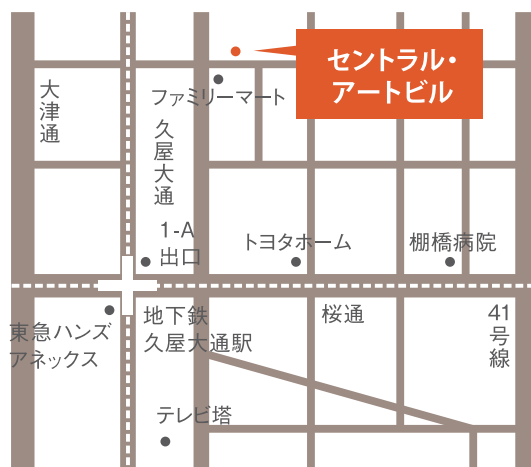 セントラル・
アートビル
大津通
ファミリーマート
久屋大通
1-A
出口
トヨタホーム
棚橋病院
東急ハンズ
アネックス
地下鉄
久屋大通駅
桜通
41号線
テレビ塔